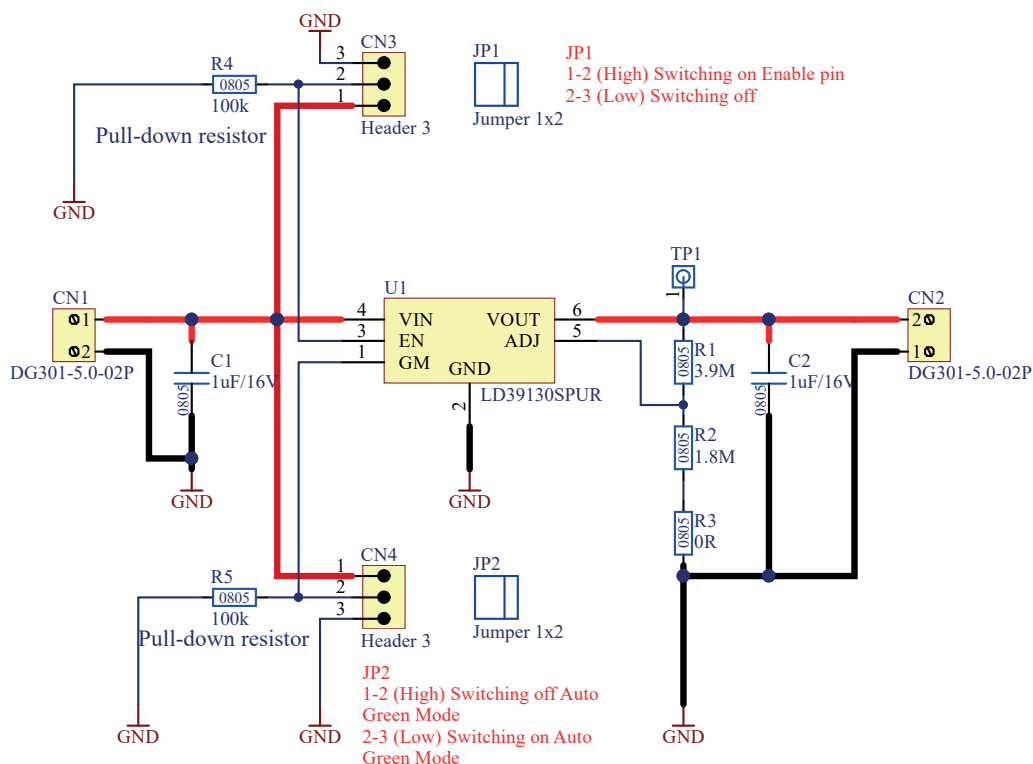 GND
CN3
3
2
1
Header 3
R4
0805
100k
Pull-down resistor
GND
JP1
Jumper 1x2
JP1
1-2 (High) Switching on Enable pin
2-3 (Low) Switching off
CN1
1
2
DG301-5.0-02P
C1
1uF/16V
0805
GND
U1
4
3
1
VIN
EN
GM
VOUT
ADJ
GND
6
5
2
LD39130SPUR
GND
TP1
1
0805
R1
3.9M
0805
R2
1.8M
0805
R3
0R
C2
1uF/16V
0805
CN2
2
1
DG301-5.0-02P
GND
CN4
1
2
3
Header 3
R5
0805
100k
Pull-down resistor
GND
GND
JP2
Jumper 1x2
JP2
1-2 (High) Switching off Auto
Green Mode
2-3 (Low) Switching on Auto
Green Mode